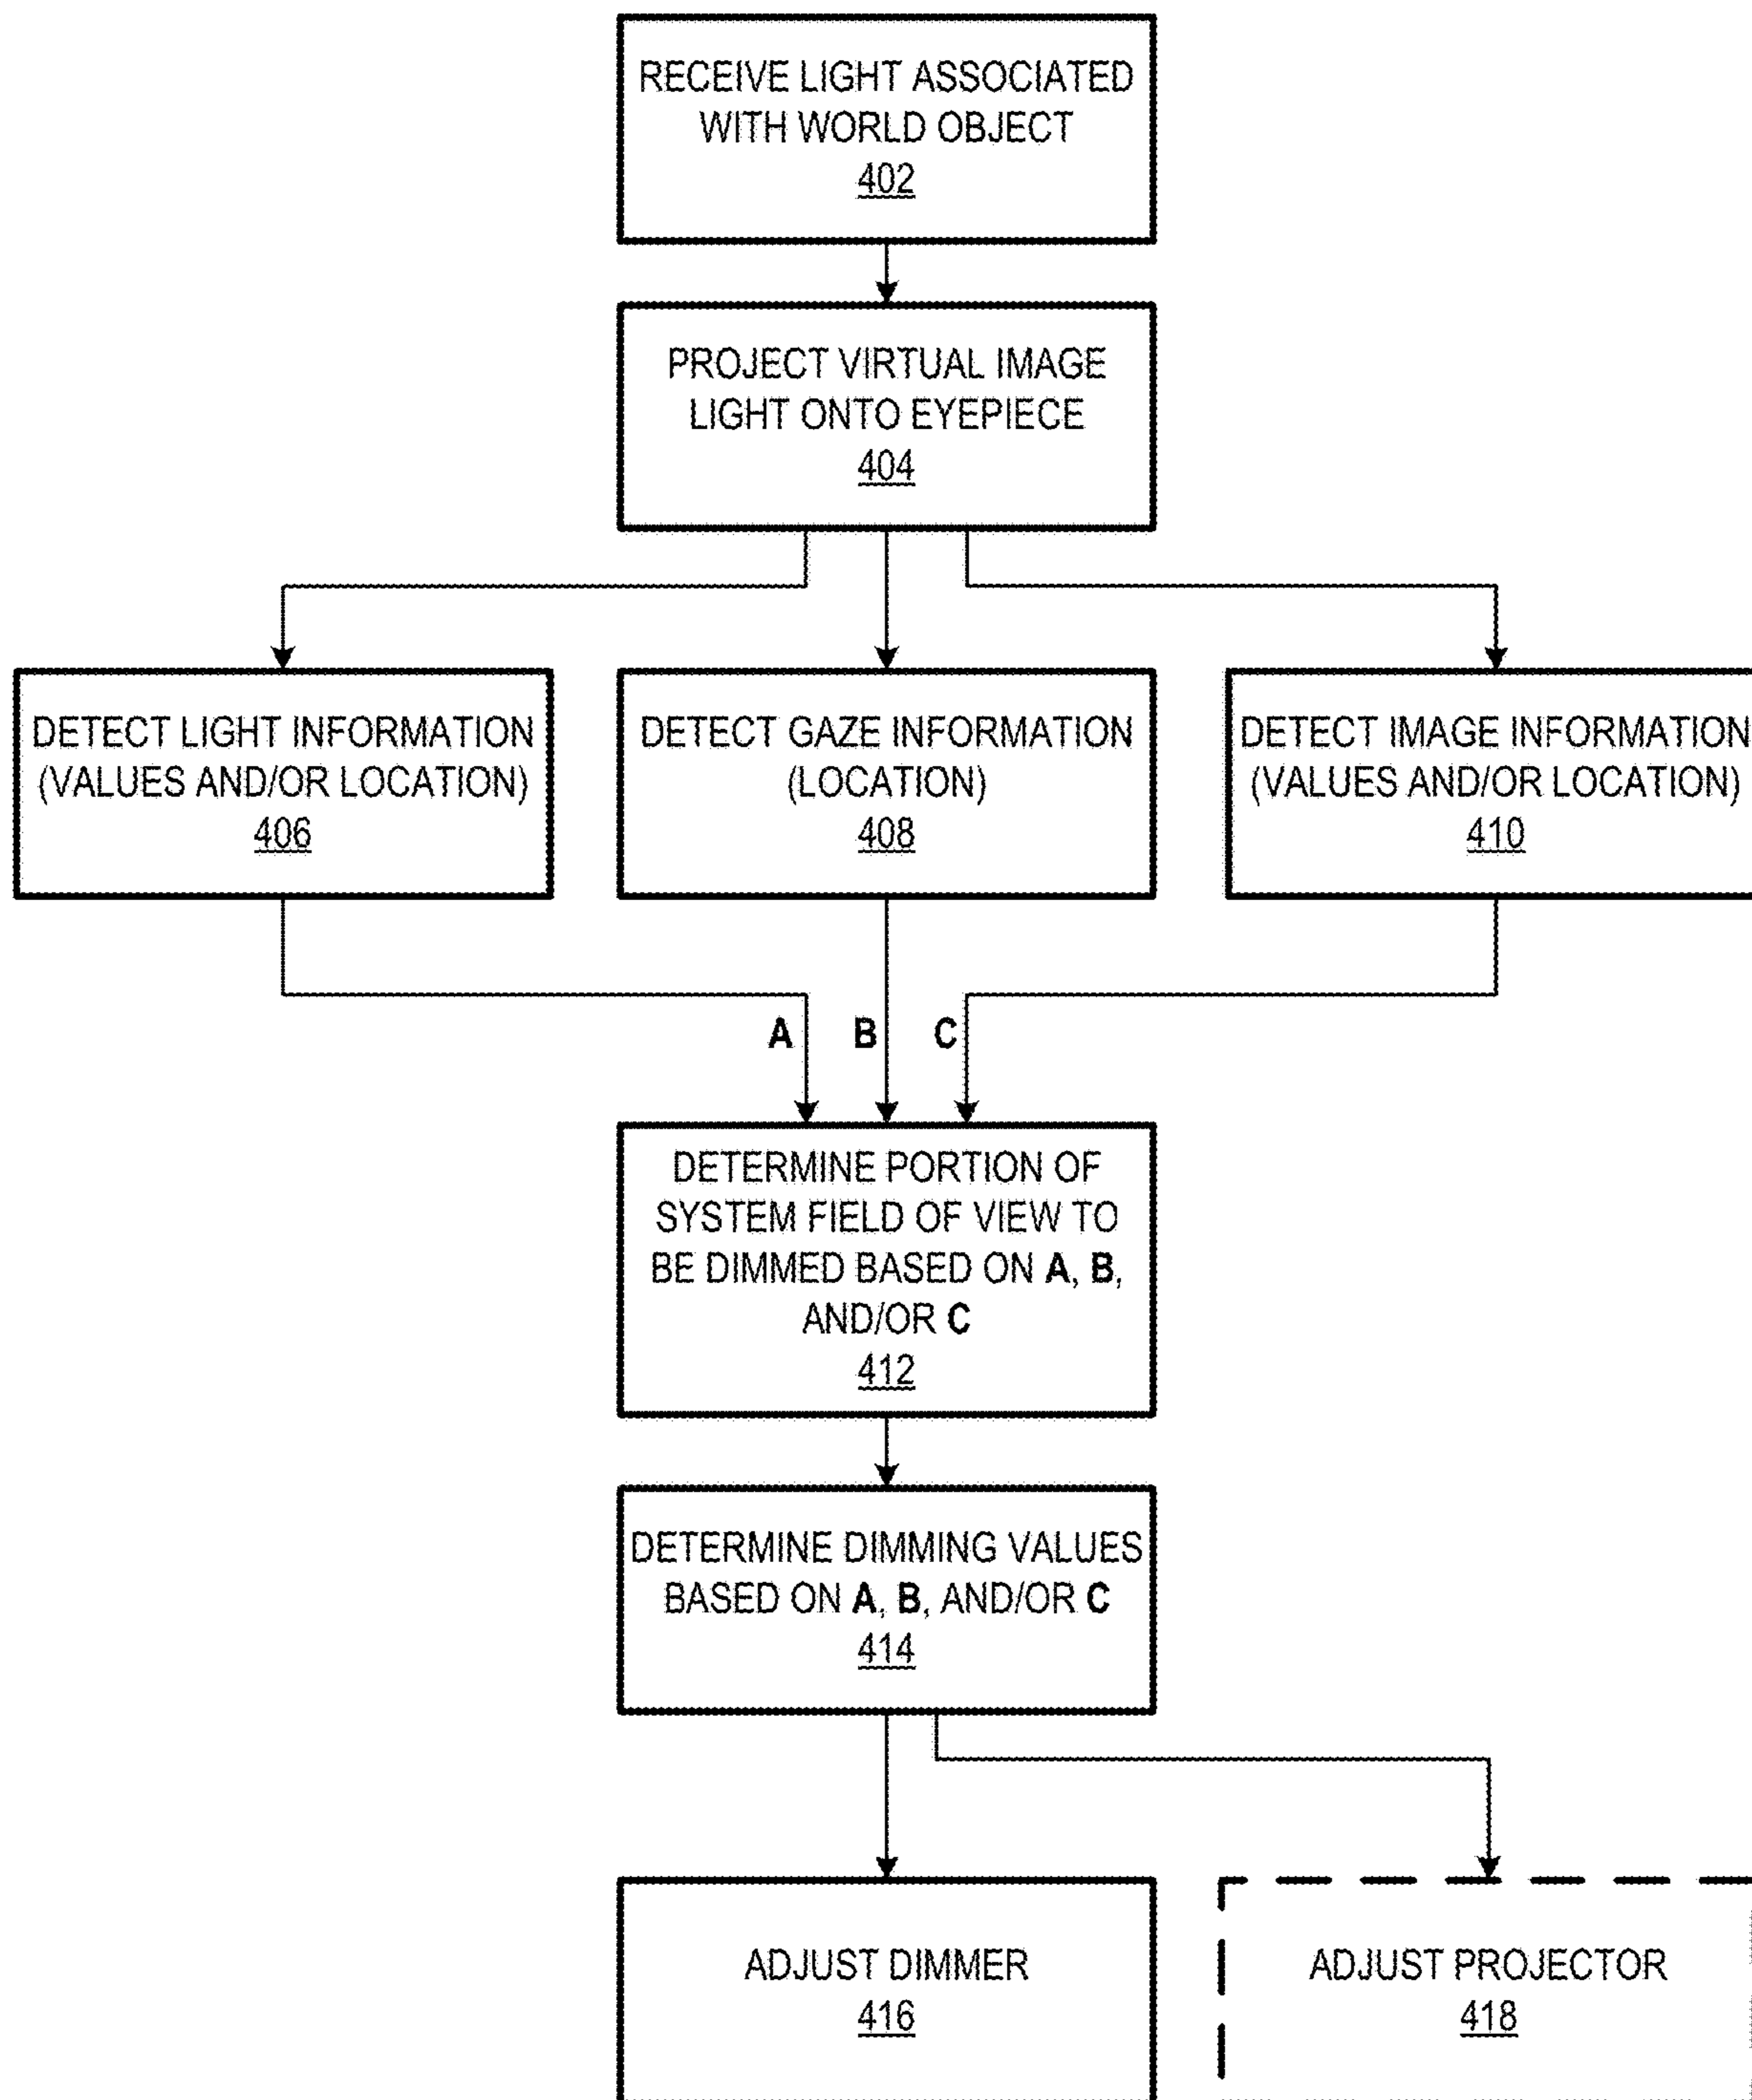 RECEIVE LIGHT ASSOCIATED
WITH WORLD OBJECT
402
PROJECT VIRTUAL IMAGE
LIGHT ONTO EYEPIECE
404
DETECT LIGHT INFORMATION
(VALUES AND/OR LOCATION)
406
DETECT GAZE INFORMATION
(LOCATION)
408
DETECT IMAGE INFORMATION
(VALUES AND/OR LOCATION)
410
A
B
C
DETERMINE PORTION OF
SYSTEM FIELD OF VIEW TO
BE DIMMED BASED ON A, B,
AND/OR C
412
DETERMINE DIMMING VALUES
BASED ON A, B, AND/OR C
414
ADJUST DIMMER
416
ADJUST PROJECTOR
418